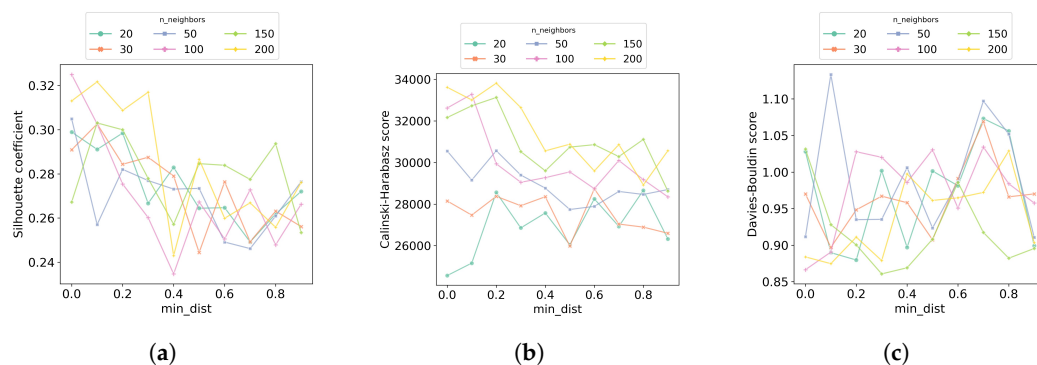 n_neighbors
20 50 150
30 100 200
0.32
0.30
0.28
0.26
0.24
Silhouette coefficient
0.0 0.2 0.4 0.6 0.8
min_dist
(a)
n_neighbors
20 50 150
30 100 200
34000
32000
30000
28000
26000
Calinski-Harabasz score
0.0 0.2 0.4 0.6 0.8
min_dist
(b)
n_neighbors
20 50 150
30 100 200
1.10
1.05
1.00
0.95
0.90
0.85
Davies-Bouldin score
0.0 0.2 0.4 0.6 0.8
min_dist
(c)